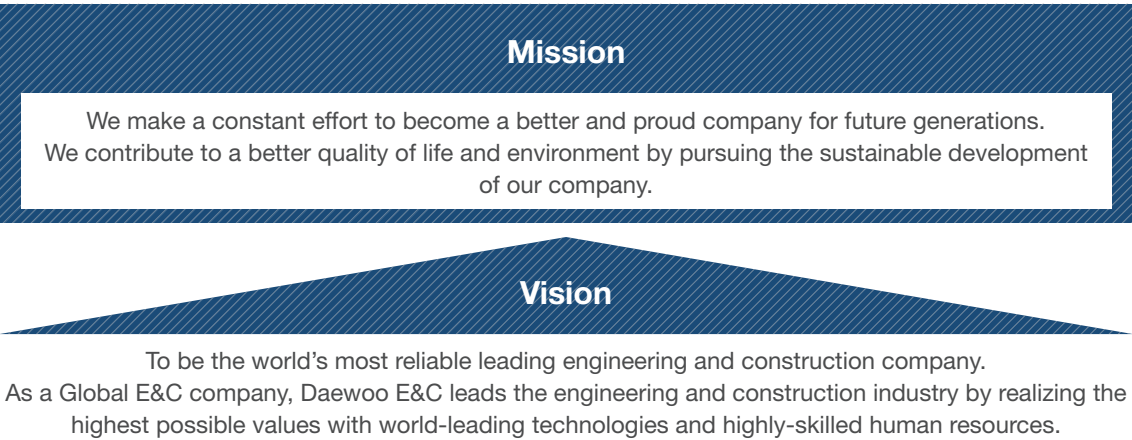 Mission
We make a constant effort to become a better and proud company for future generations.
We contribute to a better quality of life and environment by pursuing the sustainable development
of our company.
Vision
To be the world’s most reliable leading engineering and construction company.
As a Global E&C company, Daewoo E&C leads the engineering and construction industry by realizing the
highest possible values with world-leading technologies and highly-skilled human resources.